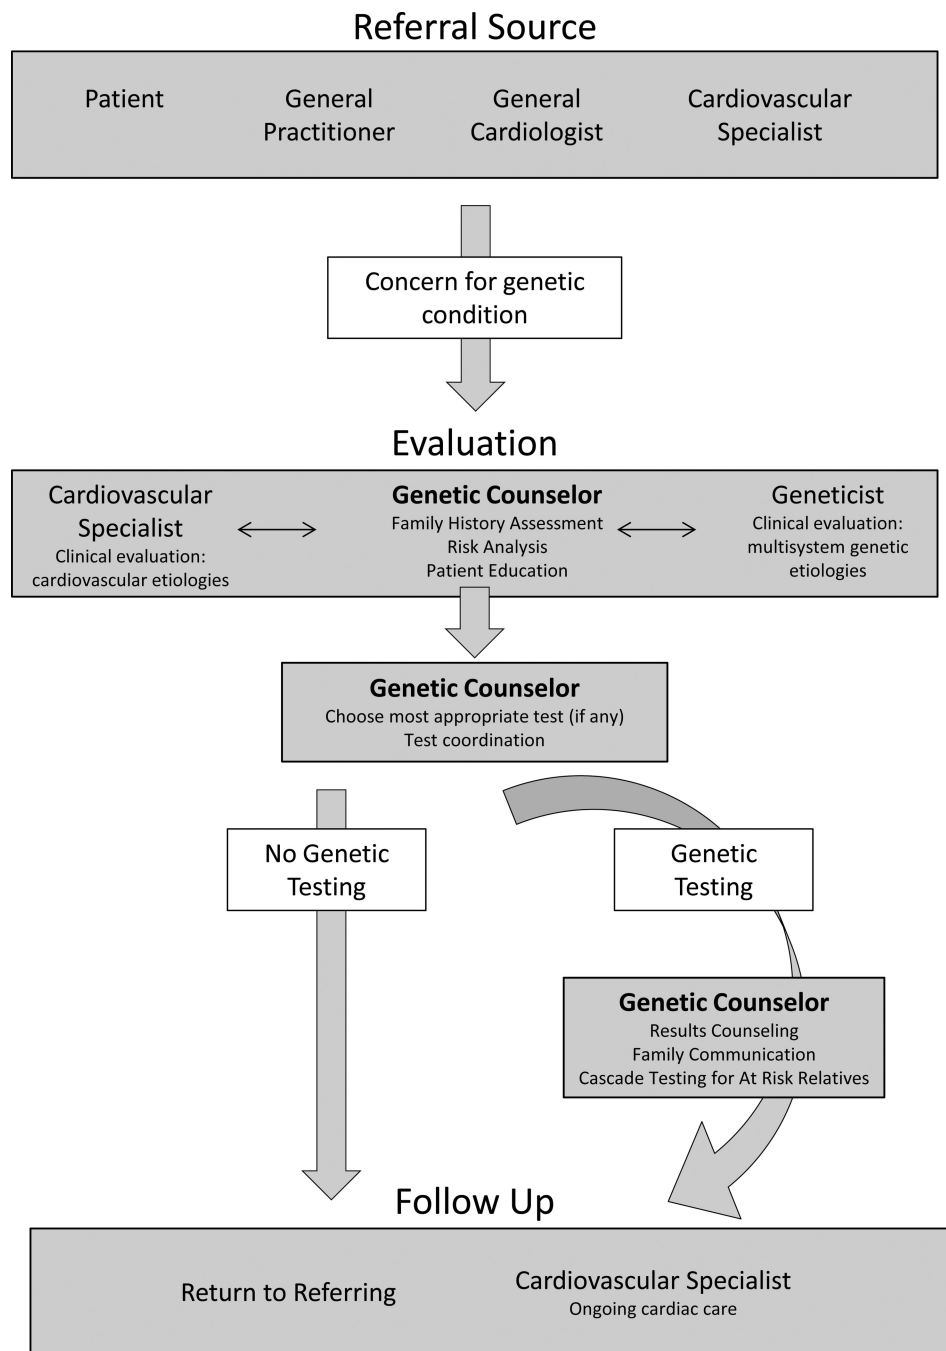 Referral Source
Patient
General
Practitioner
General
Cardiologist
Cardiovascular
Specialist
Concern for genetic
condition
Evaluation
Cardiovascular
Specialist
Clinical evaluation:
cardiovascular etiologies
Genetic Counselor
Family History Assessment
Risk Analysis
Patient Education
Geneticist
Clinical evaluation:
multisystem genetic
etiologies
Genetic Counselor
Choose most appropriate test (if any)
Test coordination
No Genetic
Testing
Genetic
Testing
Genetic Counselor
Results Counseling
Family Communication
Cascade Testing for At Risk Relatives
Follow Up
Return to Referring
Cardiovascular Specialist
Ongoing cardiac care